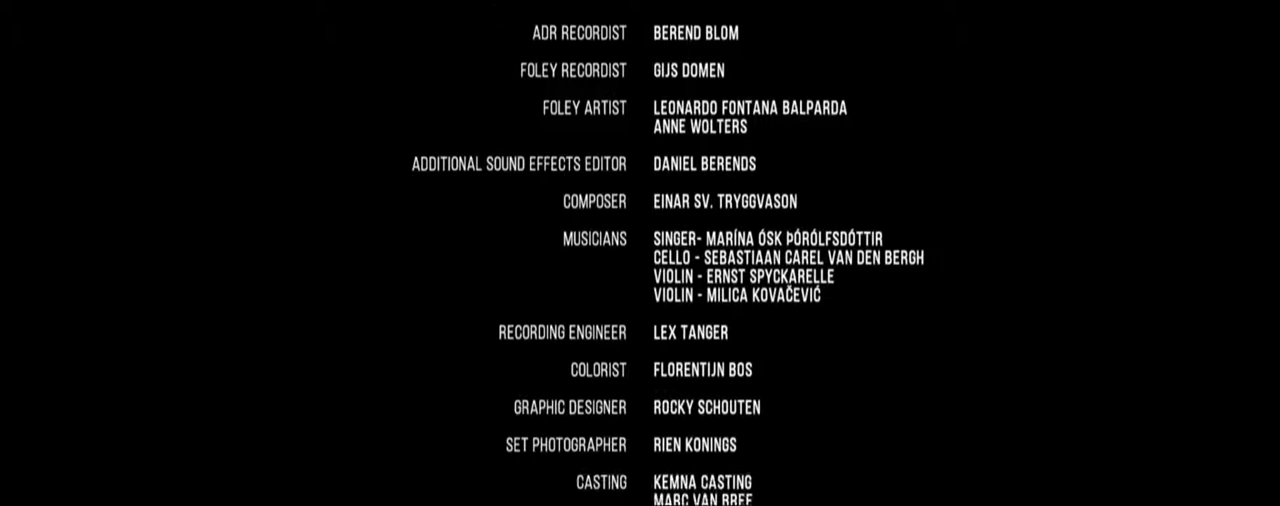 ADR RECORDIST BEREND BLOM
FOLEY RECORDIST GIJS DOMEN
FOLEY ARTIST LEONARDO FONTANA BALPARDA
ANNE WOLTERS
ADDITIONAL SOUND EFFECTS EDITOR DANIEL BERENDS
COMPOSER EINAR SV. TRYGGVASON
MUSICIANS SINGER- MARÍNA ÓSK ÞÓRÓLFSDÓTTIR
CELLO - SEBASTIAAN CAREL VAN DEN BERGH
VIOLIN - ERNST SPYCKARELLE
VIOLIN - MILICA KOVAČEVIĆ
RECORDING ENGINEER LEX TANGER
COLORIST FLORENTIJN BOS
GRAPHIC DESIGNER ROCKY SCHOUTEN
SET PHOTOGRAPHER RIEN KONINGS
CASTING KEMNA CASTING
MARC VAN BREE